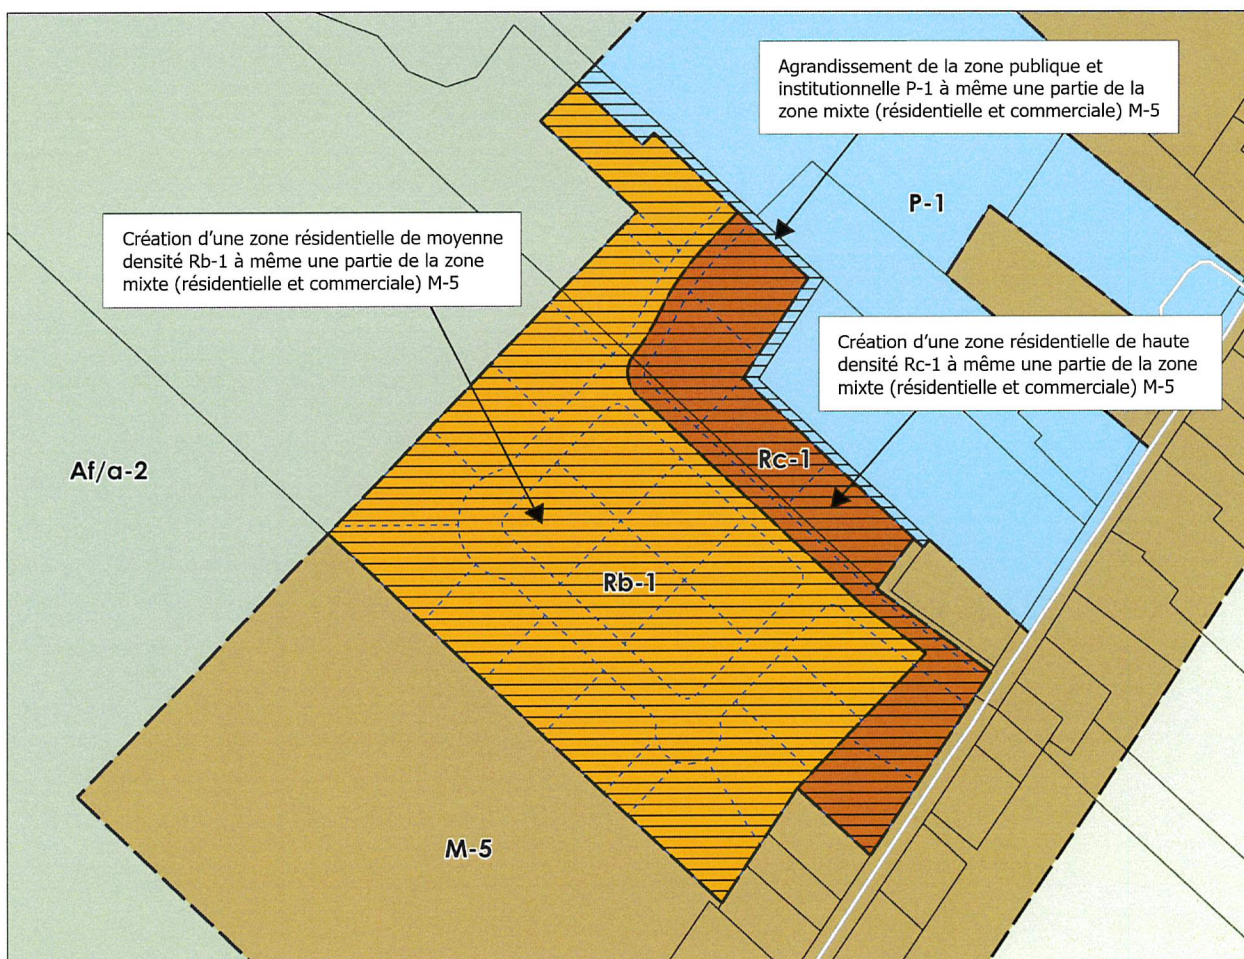 Agrandissement de la zone publique et
institutionnelle P-1 à même une partie de la
zone mixte (résidentielle et commerciale) M-5
P-1
Création d'une zone résidentielle de moyenne
densité Rb-1 à même une partie de la zone
mixte (résidentielle et commerciale) M-5
Création d'une zone résidentielle de haute
densité Rc-1 à même une partie de la zone
mixte (résidentielle et commerciale) M-5
Rc-1
Af/a-2
Rb-1
M-5